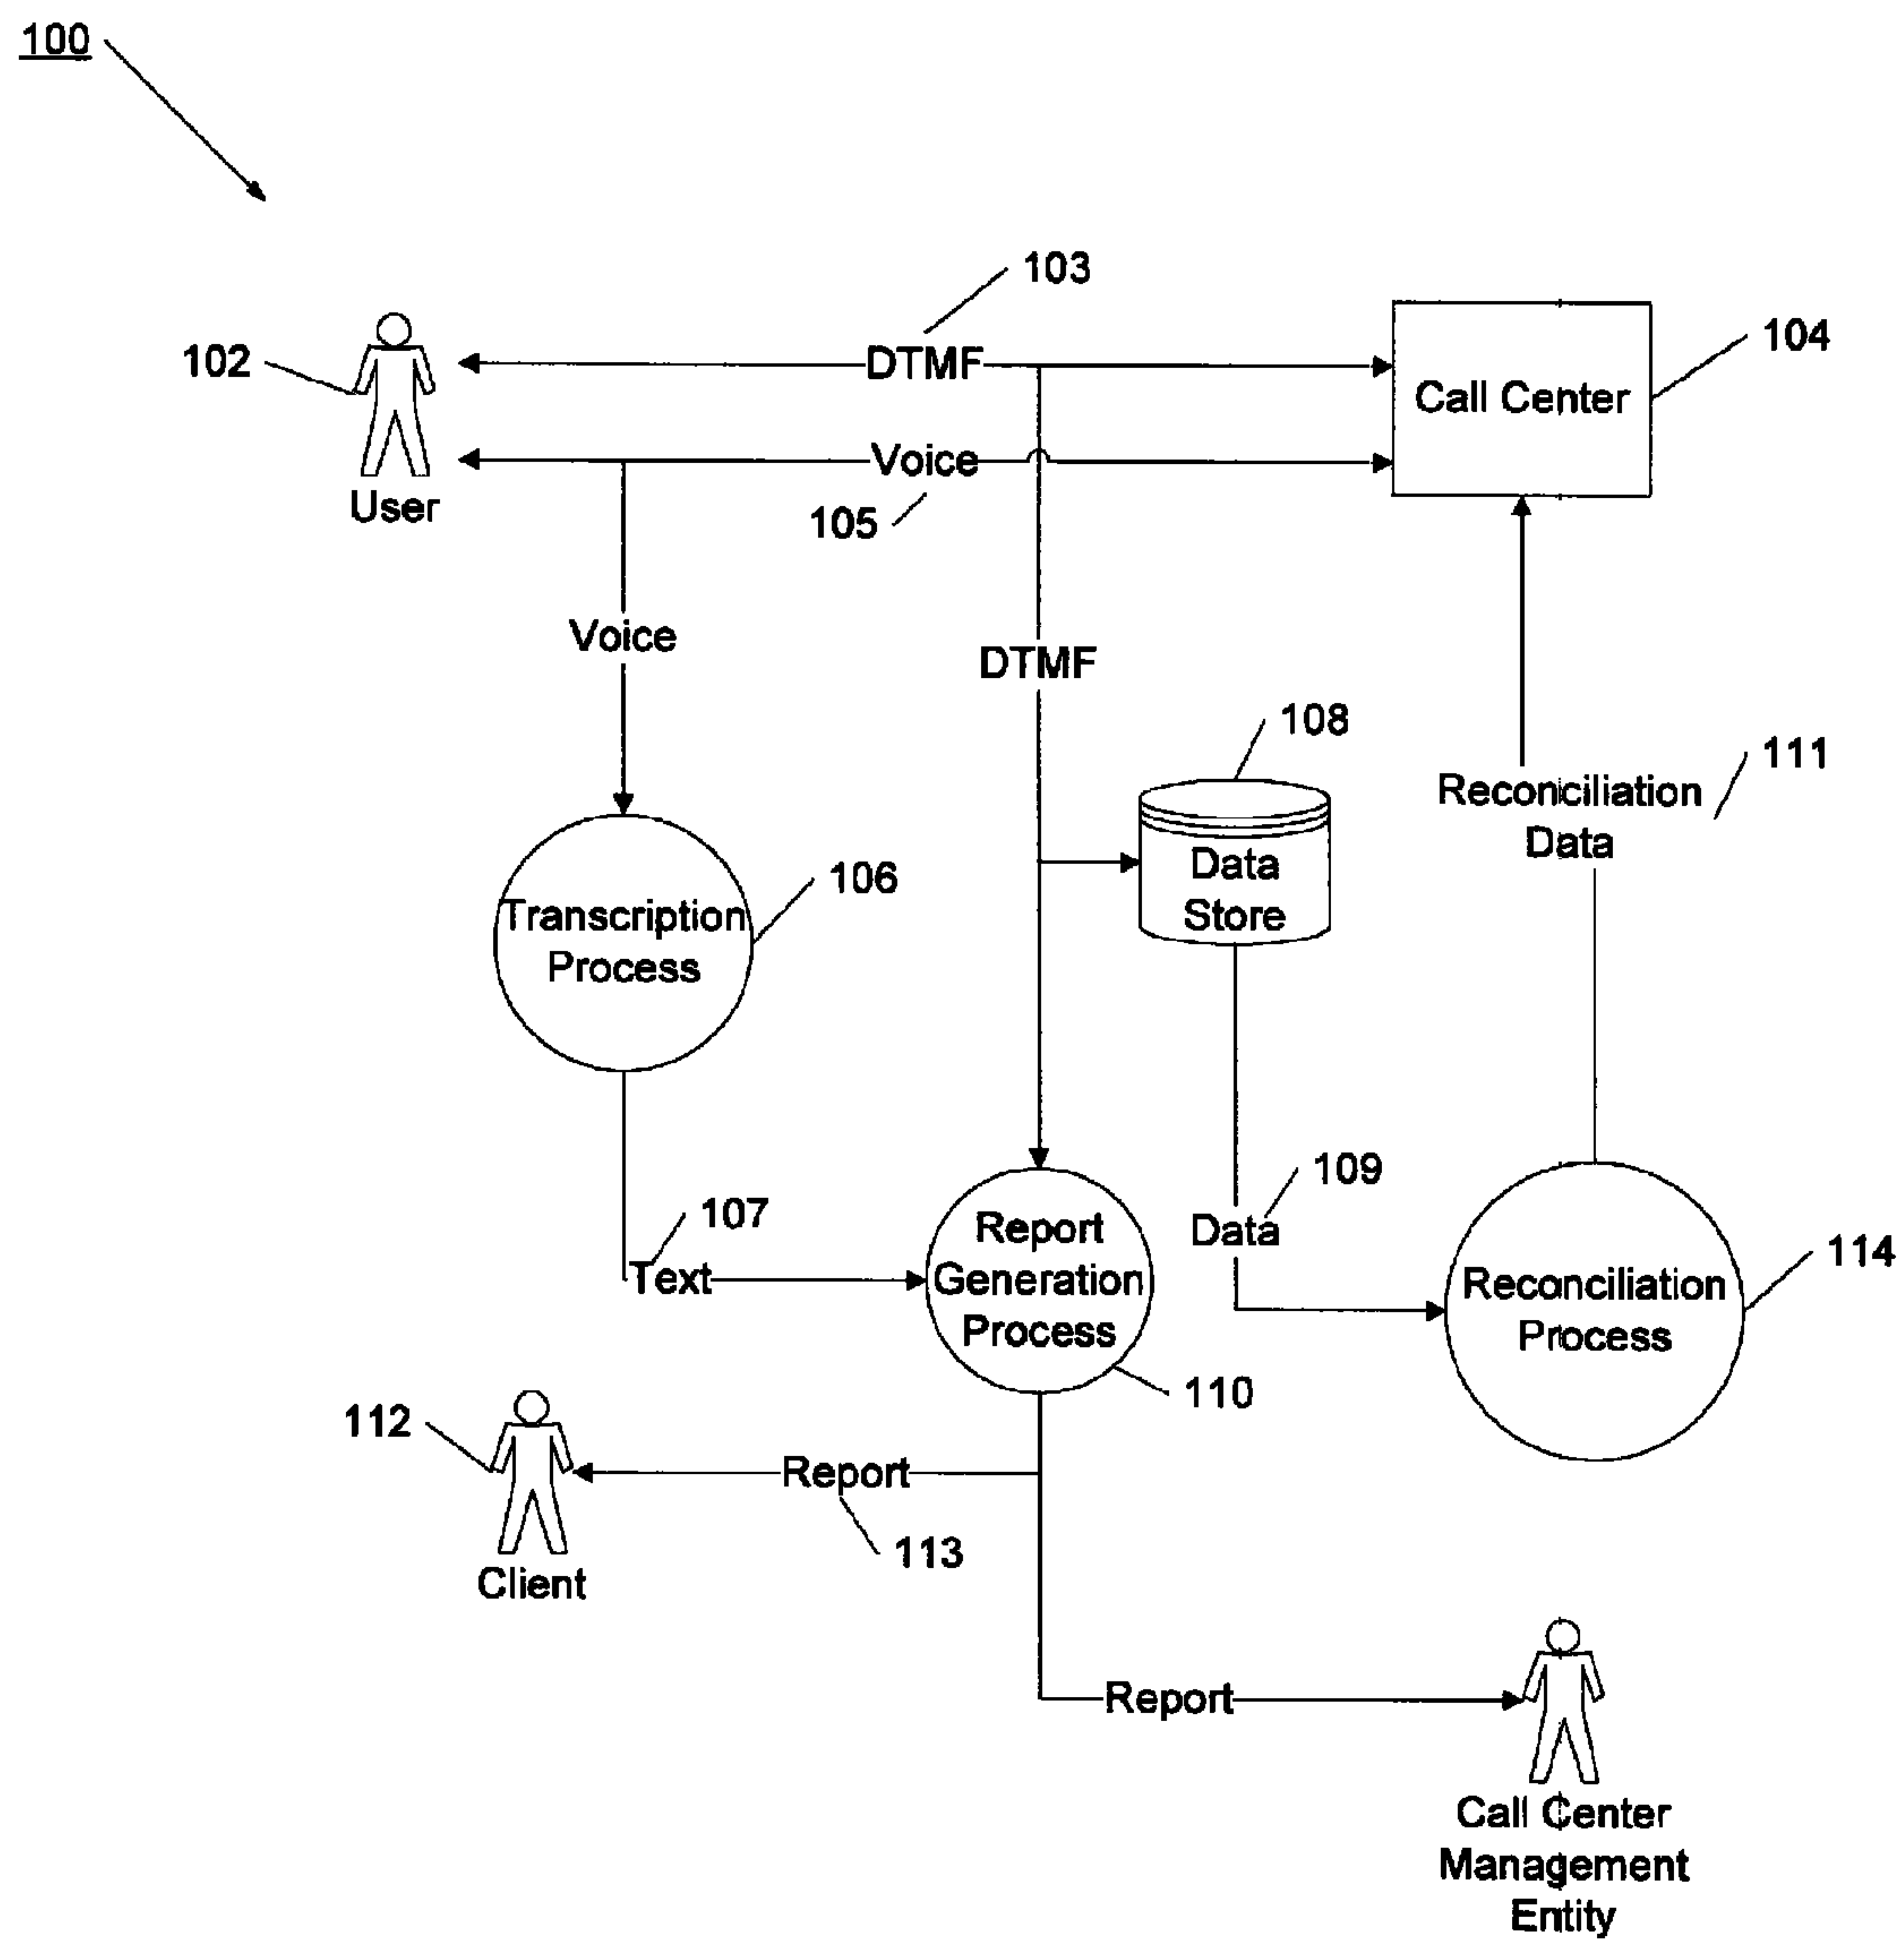 100
103
102
DTMF
104
Call Center
Voice
User
105
Voice
DTMF
108
111
Reconciliation
Data
106
Data
Store
Transcription
Process
109
107
Report
Generation
Process
Data
114
Text
Reconciliation
Process
110
112
Report
113
Client
Report
Call Center
Management
Entity